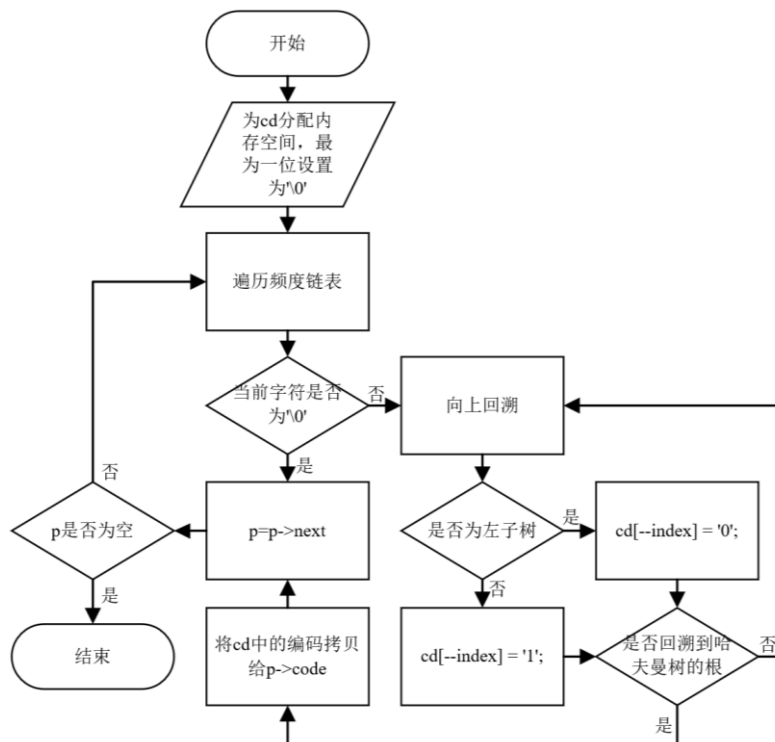 开始
为cd分配内
存空间，最
为一位设置
为'\0'
遍历频度链表
当前字符是否
为'\0'
否
向上回溯
是
否
p是否为空
p=p->next
是否为左子树
是
cd[--index] = '0';
是
否
结束
将cd中的编码拷贝
给p->code
cd[--index] = '1';
是否回溯到哈
夫曼树的根
否
是